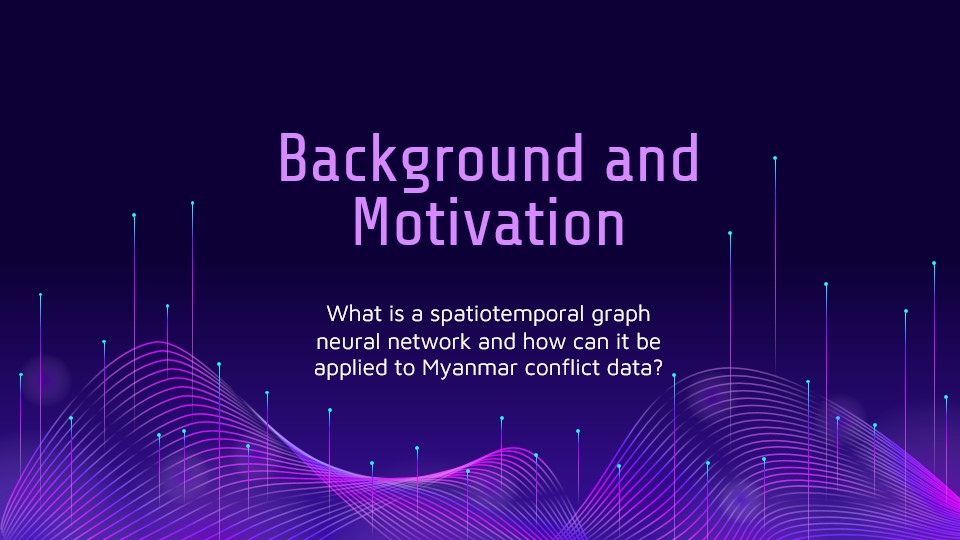 Background and
Motivation
What is a spatiotemporal graph
neural network and how can it be
applied to Myanmar conflict data?